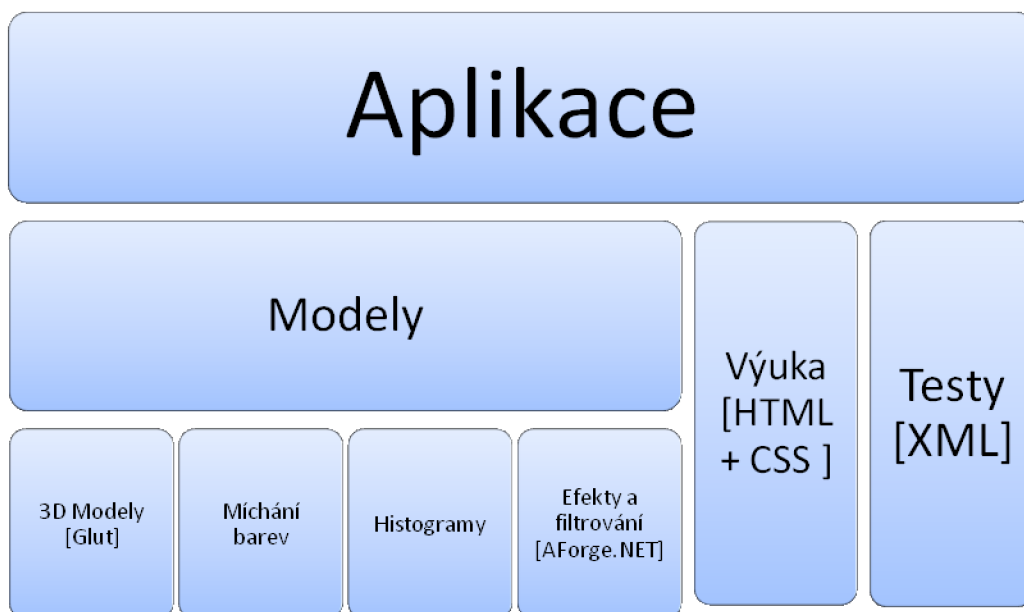 Aplikace
Modely
Výuka
[HTML
+ CSS ]
Testy
[XML]
3D Modely
[Glut]
Míchání
barev
Histogramy
Efekty a
filtrování
[AForge.NET]